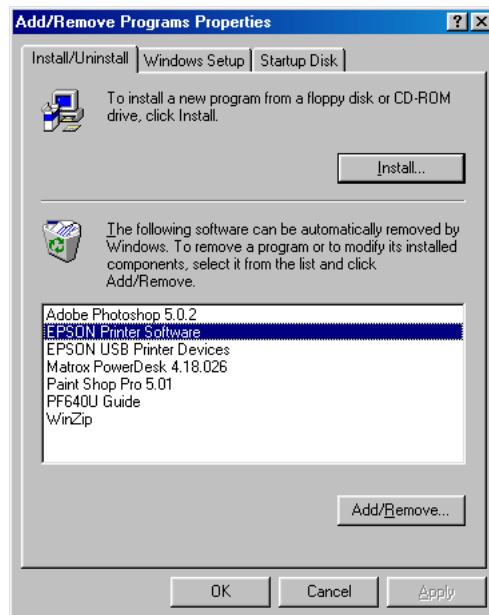 Add/Remove Programs Properties
Install/Uninstall Windows Setup Startup Disk
To install a new program from a floppy disk or CD-ROM
drive, click Install.
Install...
The following software can be automatically removed by
Windows. To remove a program or to modify its installed
components, select it from the list and click
Add/Remove.
Adobe Photoshop 5.0.2
EPSON Printer Software
EPSON USB Printer Devices
Matrox PowerDesk 4.18.026
Paint Shop Pro 5.01
PF640U Guide
WinZip
Add/Remove...
OK Cancel Apply